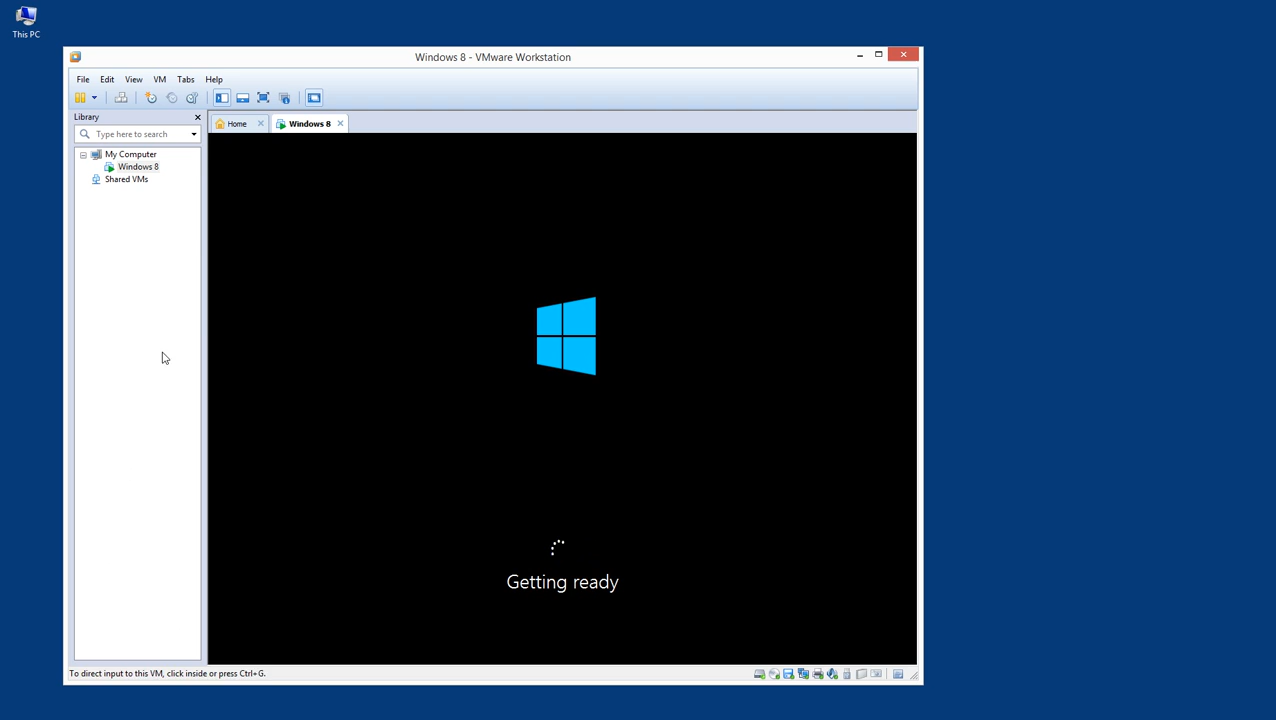 This PC
Windows 8 - VMware Workstation
File Edit View VM Tabs Help
Library
Home
Windows 8
Type here to search
My Computer
Windows 8
Shared VMs
Getting ready
To direct input to this VM, click inside or press Ctrl+G.